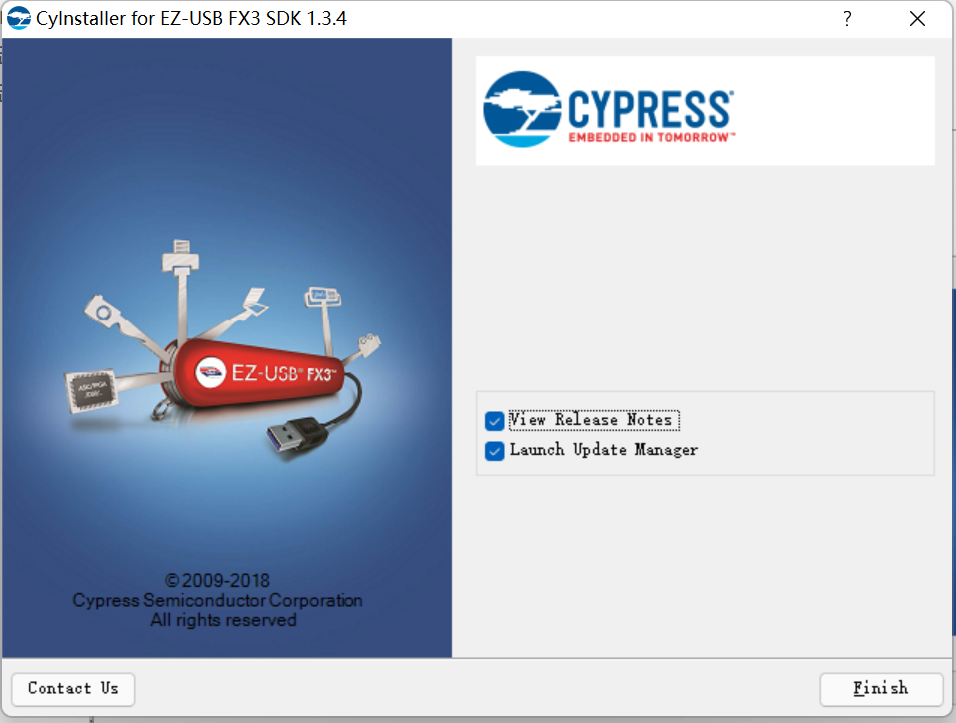 CyInstaller for EZ-USB FX3 SDK 1.3.4
?
CYPRESS®
EMBEDDED IN TOMORROW™
EZ-USB® FX3™
ASIC/FPGA
View Release Notes
Launch Update Manager
©2009-2018
Cypress Semiconductor Corporation
All rights reserved
Contact Us
Finish